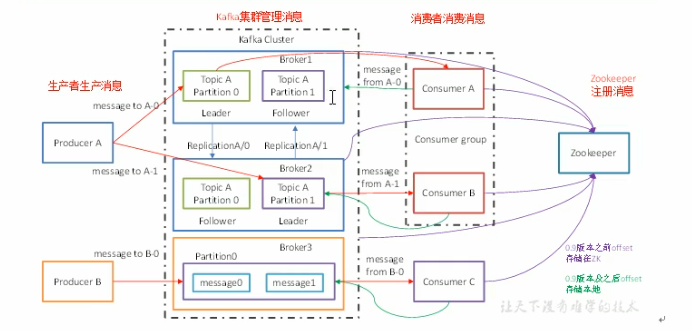 Kafka集群管理消息
消费者消费消息
生产者生产消息
Zookeeper
注册消息
Kafka Cluster
Broker1
Topic A
Partition 0
Topic A
Partition 1
Leader
Follower
message to A-0
message
from A-0
Consumer A
Producer A
ReplicationA/0
ReplicationA/1
Consumer group
Zookeeper
message to A-1
Broker2
Topic A
Partition 0
Topic A
Partition 1
Follower
Leader
message
from A-1
Consumer B
Broker3
Partition0
message0
message1
message to B-0
message
from B-0
Producer B
Consumer C
0.9版本之前offset
存储在ZK
0.9版本及之后offset
存储本地
让天下没有难学的技术